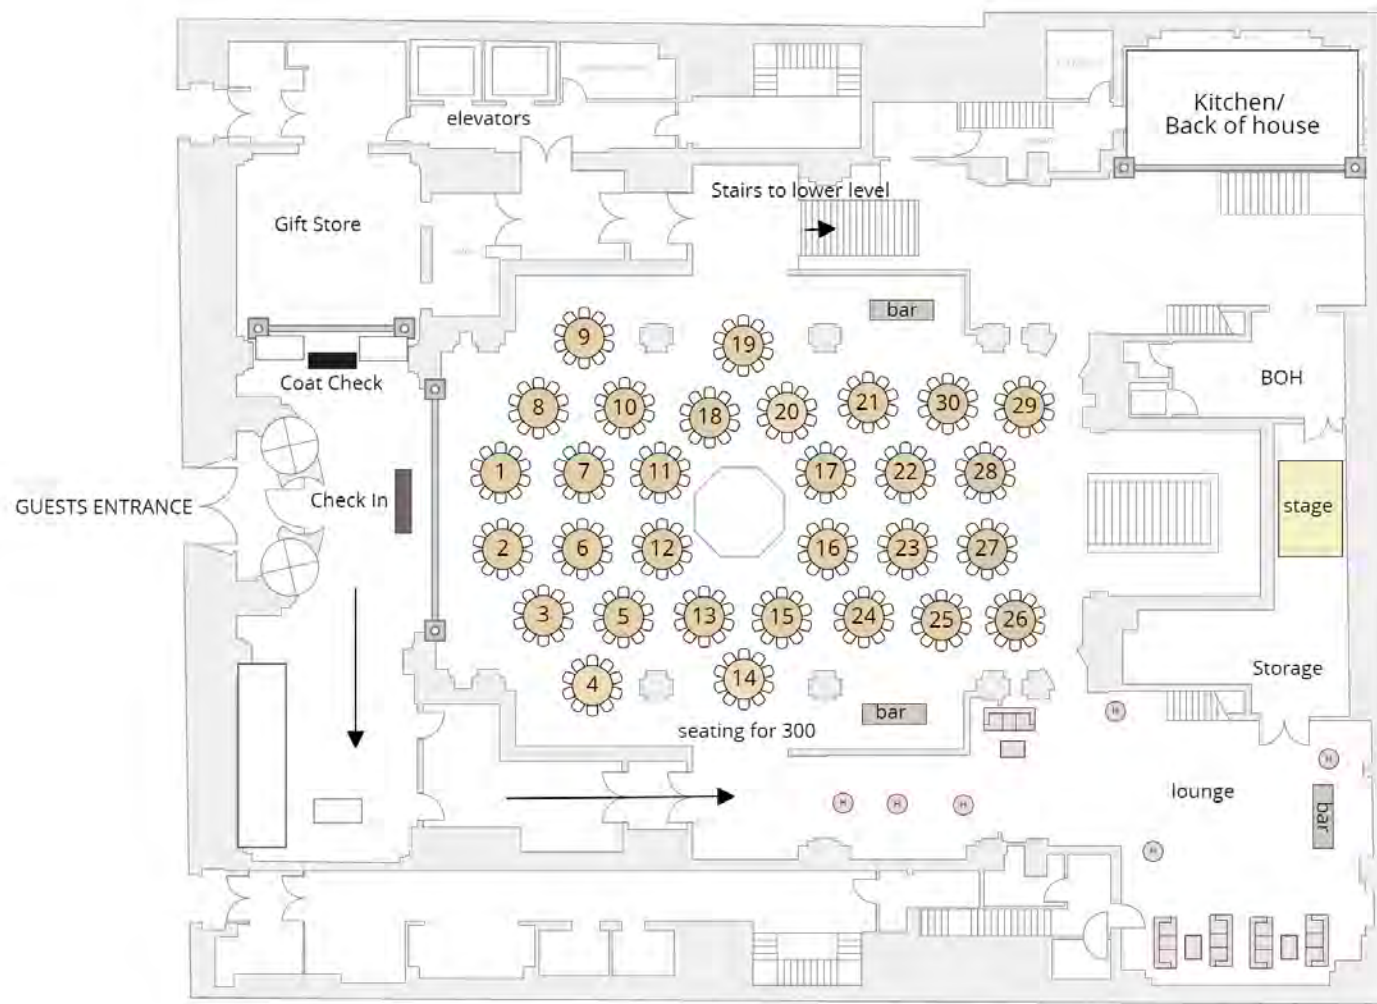 Kitchen/
Back of house
elevators
Stairs to lower level
Gift Store
bar
9
19
Coat Check
BOH
8
10
18
20
21
30
29
1
7
11
17
22
28
GUESTS ENTRANCE
Check In
stage
2
6
12
16
23
27
3
5
13
15
24
25
26
4
14
Storage
bar
seating for 300
lounge
H
H
H
H
H
H
bar